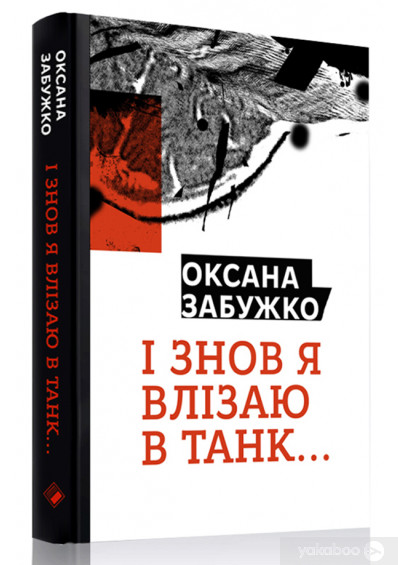 ОКСАНА
ЗАБУЖКО
І ЗНОВ Я ВЛІЗАЮ В ТАНК...
ОКСАНА
ЗАБУЖКО
І ЗНОВ Я
ВЛІЗАЮ
В ТАНК...
yakaboo